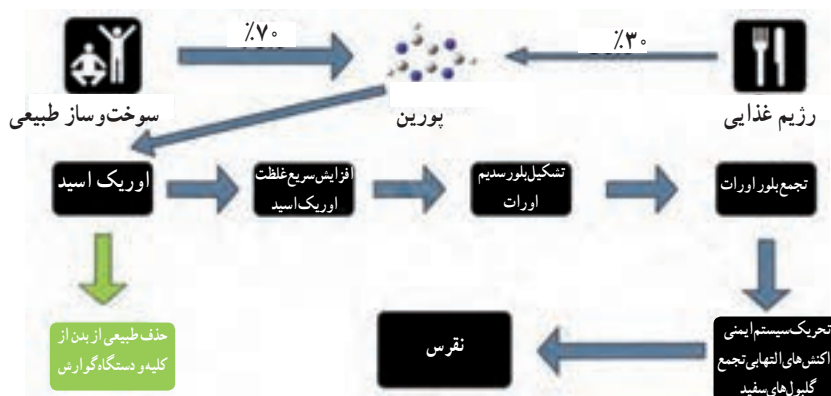 ٪۷۰
٪۳۰
سوخت‌وساز طبیعی
پورین
رژیم غذایی
اوریک اسید
افزایش سریع غلظت
اوریک اسید
تشکیل بلور سدیم
اورات
تجمع بلور اورات
حذف طبیعی از بدن از
کلیه و دستگاه گوارش
نقرس
تحریک سیستم ایمنی
اکنش‌های التهابی تجمع
گلبول‌های سفید